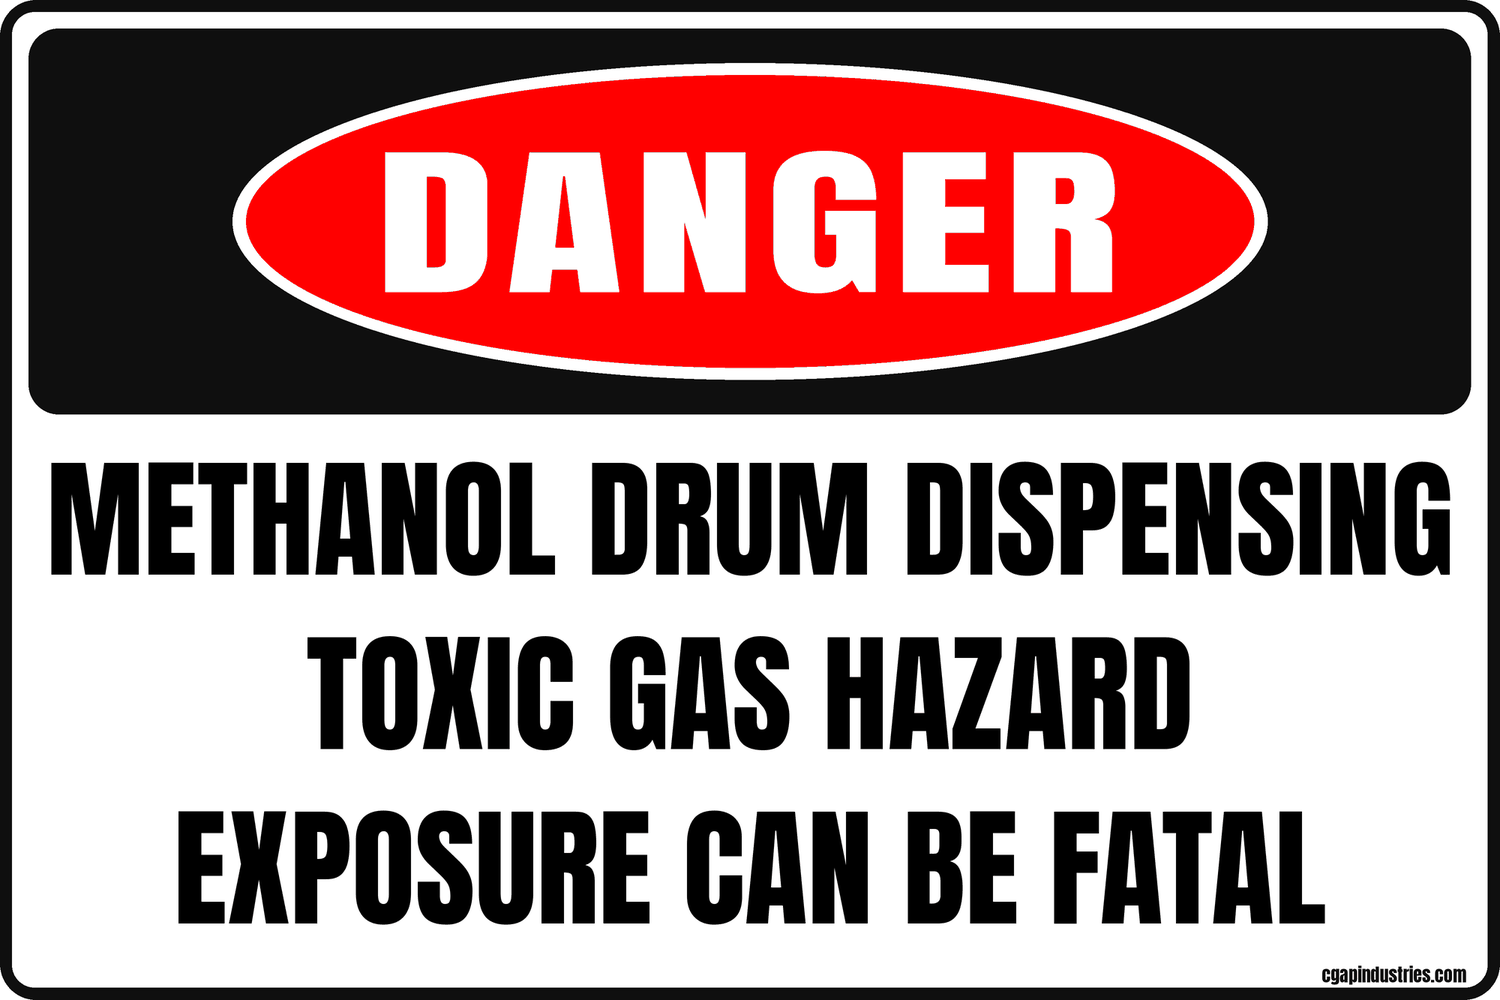 DANGER
METHANOL DRUM DISPENSING
TOXIC GAS HAZARD
EXPOSURE CAN BE FATAL
cgapindustries.com